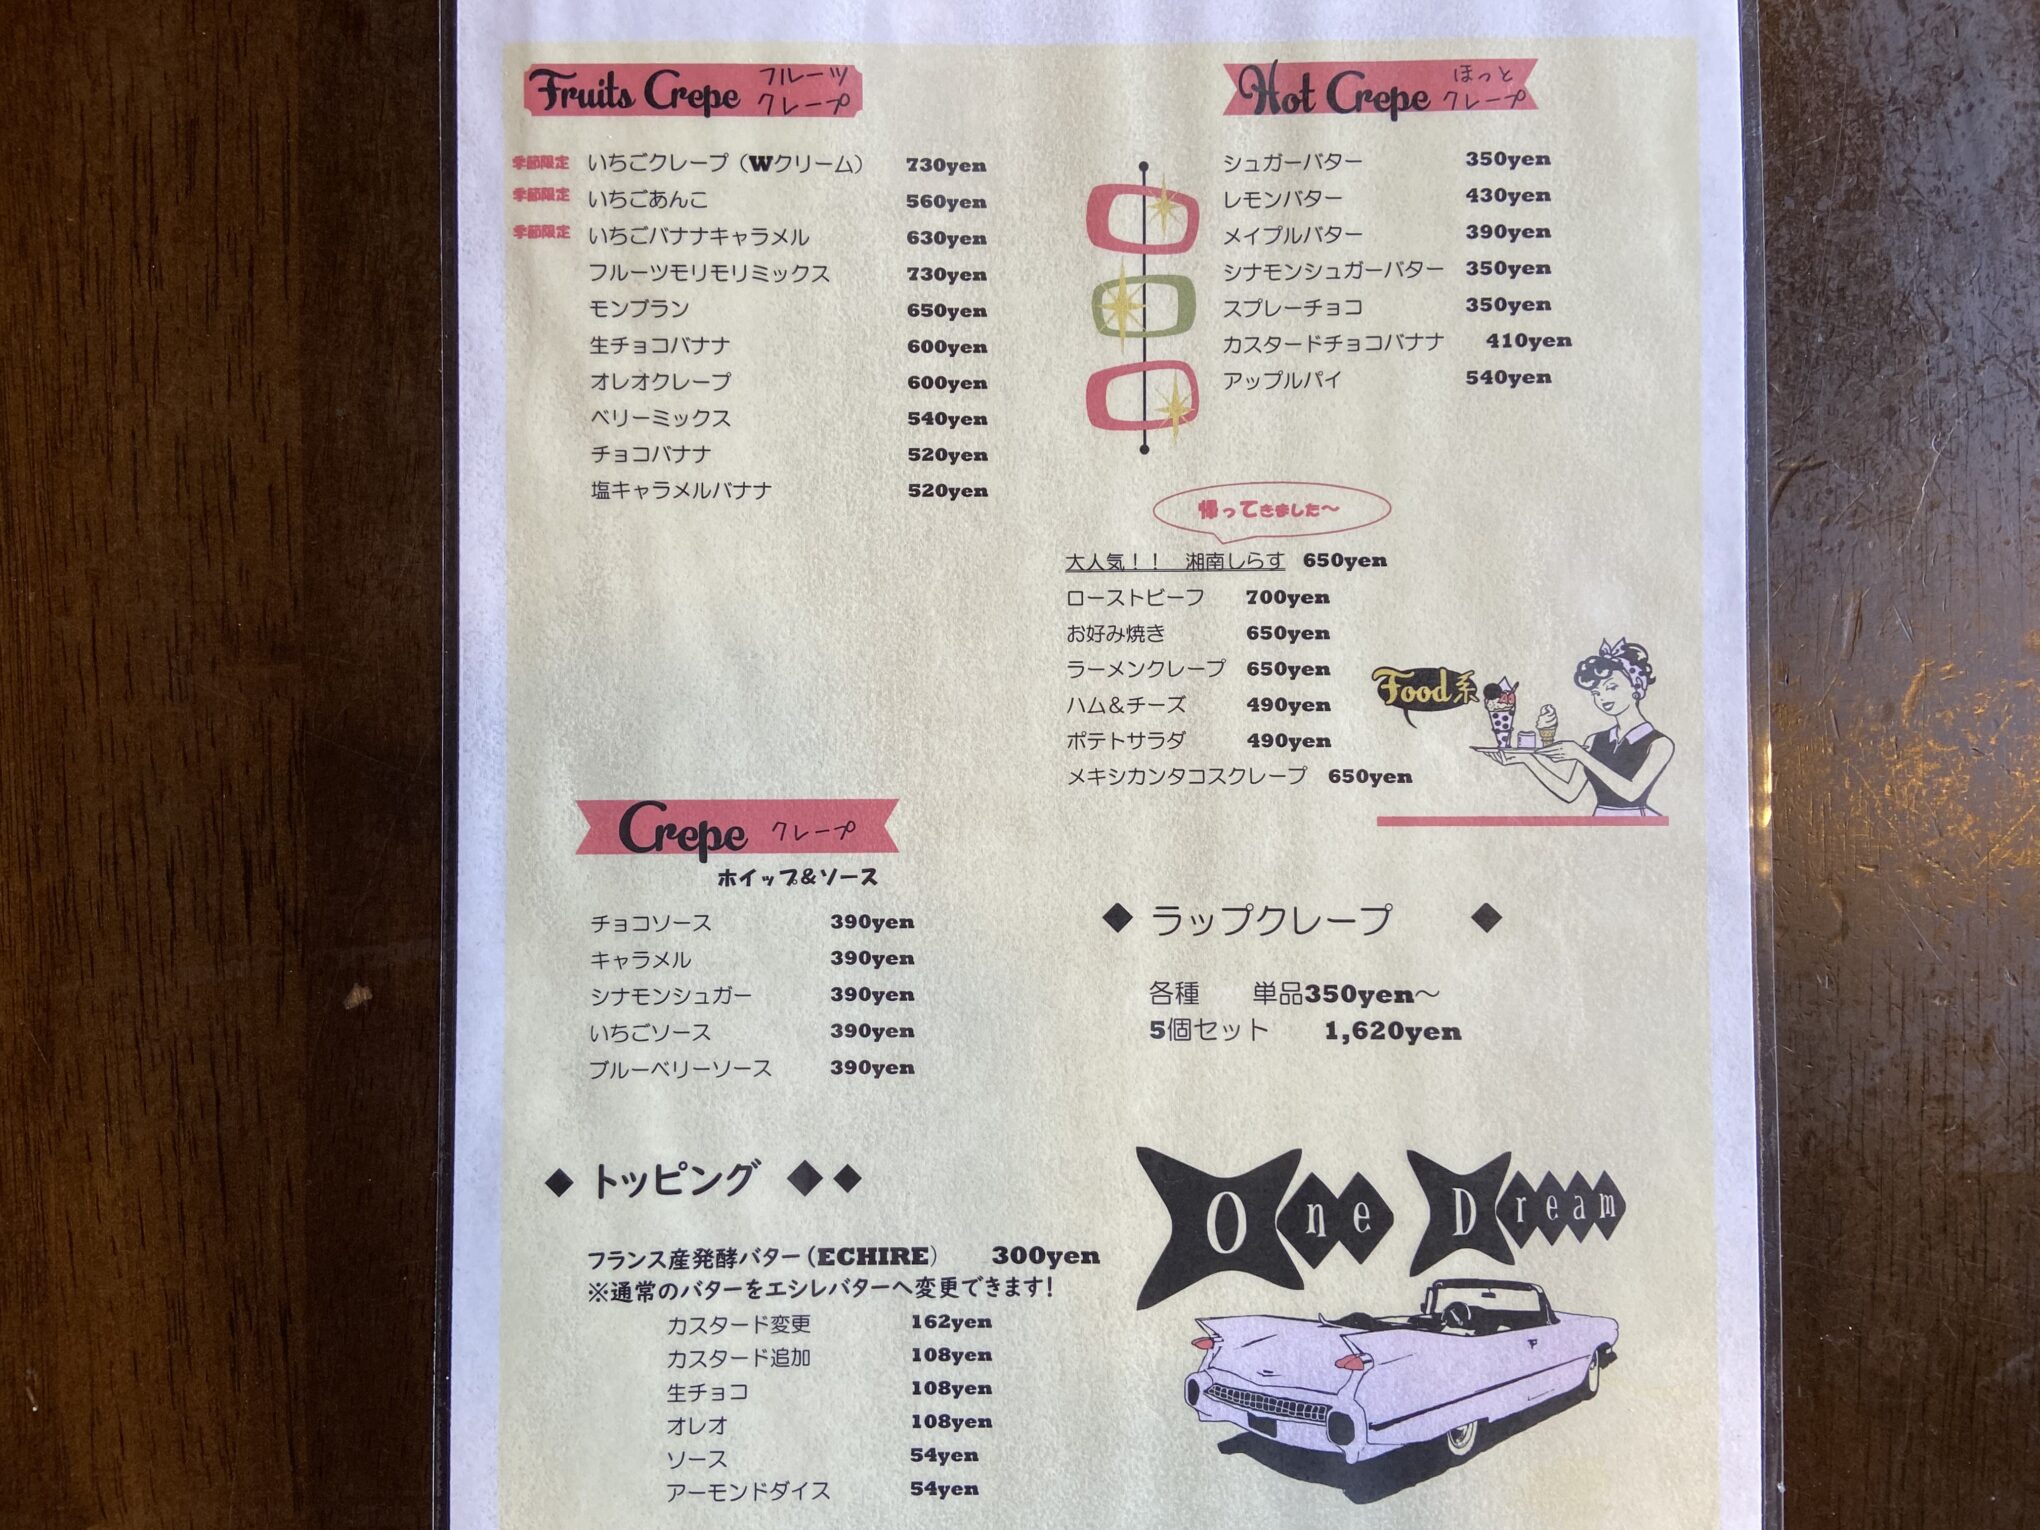 Fruits Crepe フルーツ クレープ
季節限定 いちごクレープ（Wクリーム） 730yen
季節限定 いちごあんこ 560yen
季節限定 いちごバナナキャラメル 630yen
フルーツモリモリミックス 730yen
モンブラン 650yen
生チョコバナナ 600yen
オレオクレープ 600yen
ベリーミックス 540yen
チョコバナナ 520yen
塩キャラメルバナナ 520yen
Crepe クレープ
ホイップ&ソース
チョコソース 390yen
キャラメル 390yen
シナモンシュガー 390yen
いちごソース 390yen
ブルーベリーソース 390yen
◆ トッピング ◆◆
フランス産発酵バター（ECHIRE） 300yen
※通常のバターをエシレバターへ変更できます！
カスタード変更 162yen
カスタード追加 108yen
生チョコ 108yen
オレオ 108yen
ソース 54yen
アーモンドダイス 54yen
Hot Crepe ほっと クレープ
シュガーバター 350yen
レモンバター 430yen
メイプルバター 390yen
シナモンシュガーバター 350yen
スプレーチョコ 350yen
カスタードチョコバナナ 410yen
アップルパイ 540yen
帰ってきました～
大人気！！　湘南しらす 650yen
ローストビーフ 700yen
お好み焼き 650yen
ラーメンクレープ 650yen
ハム＆チーズ 490yen
ポテトサラダ 490yen
メキシカンタコスクレープ 650yen
Food系
◆ ラップクレープ ◆
各種 単品350yen～
5個セット 1,620yen
One Dream